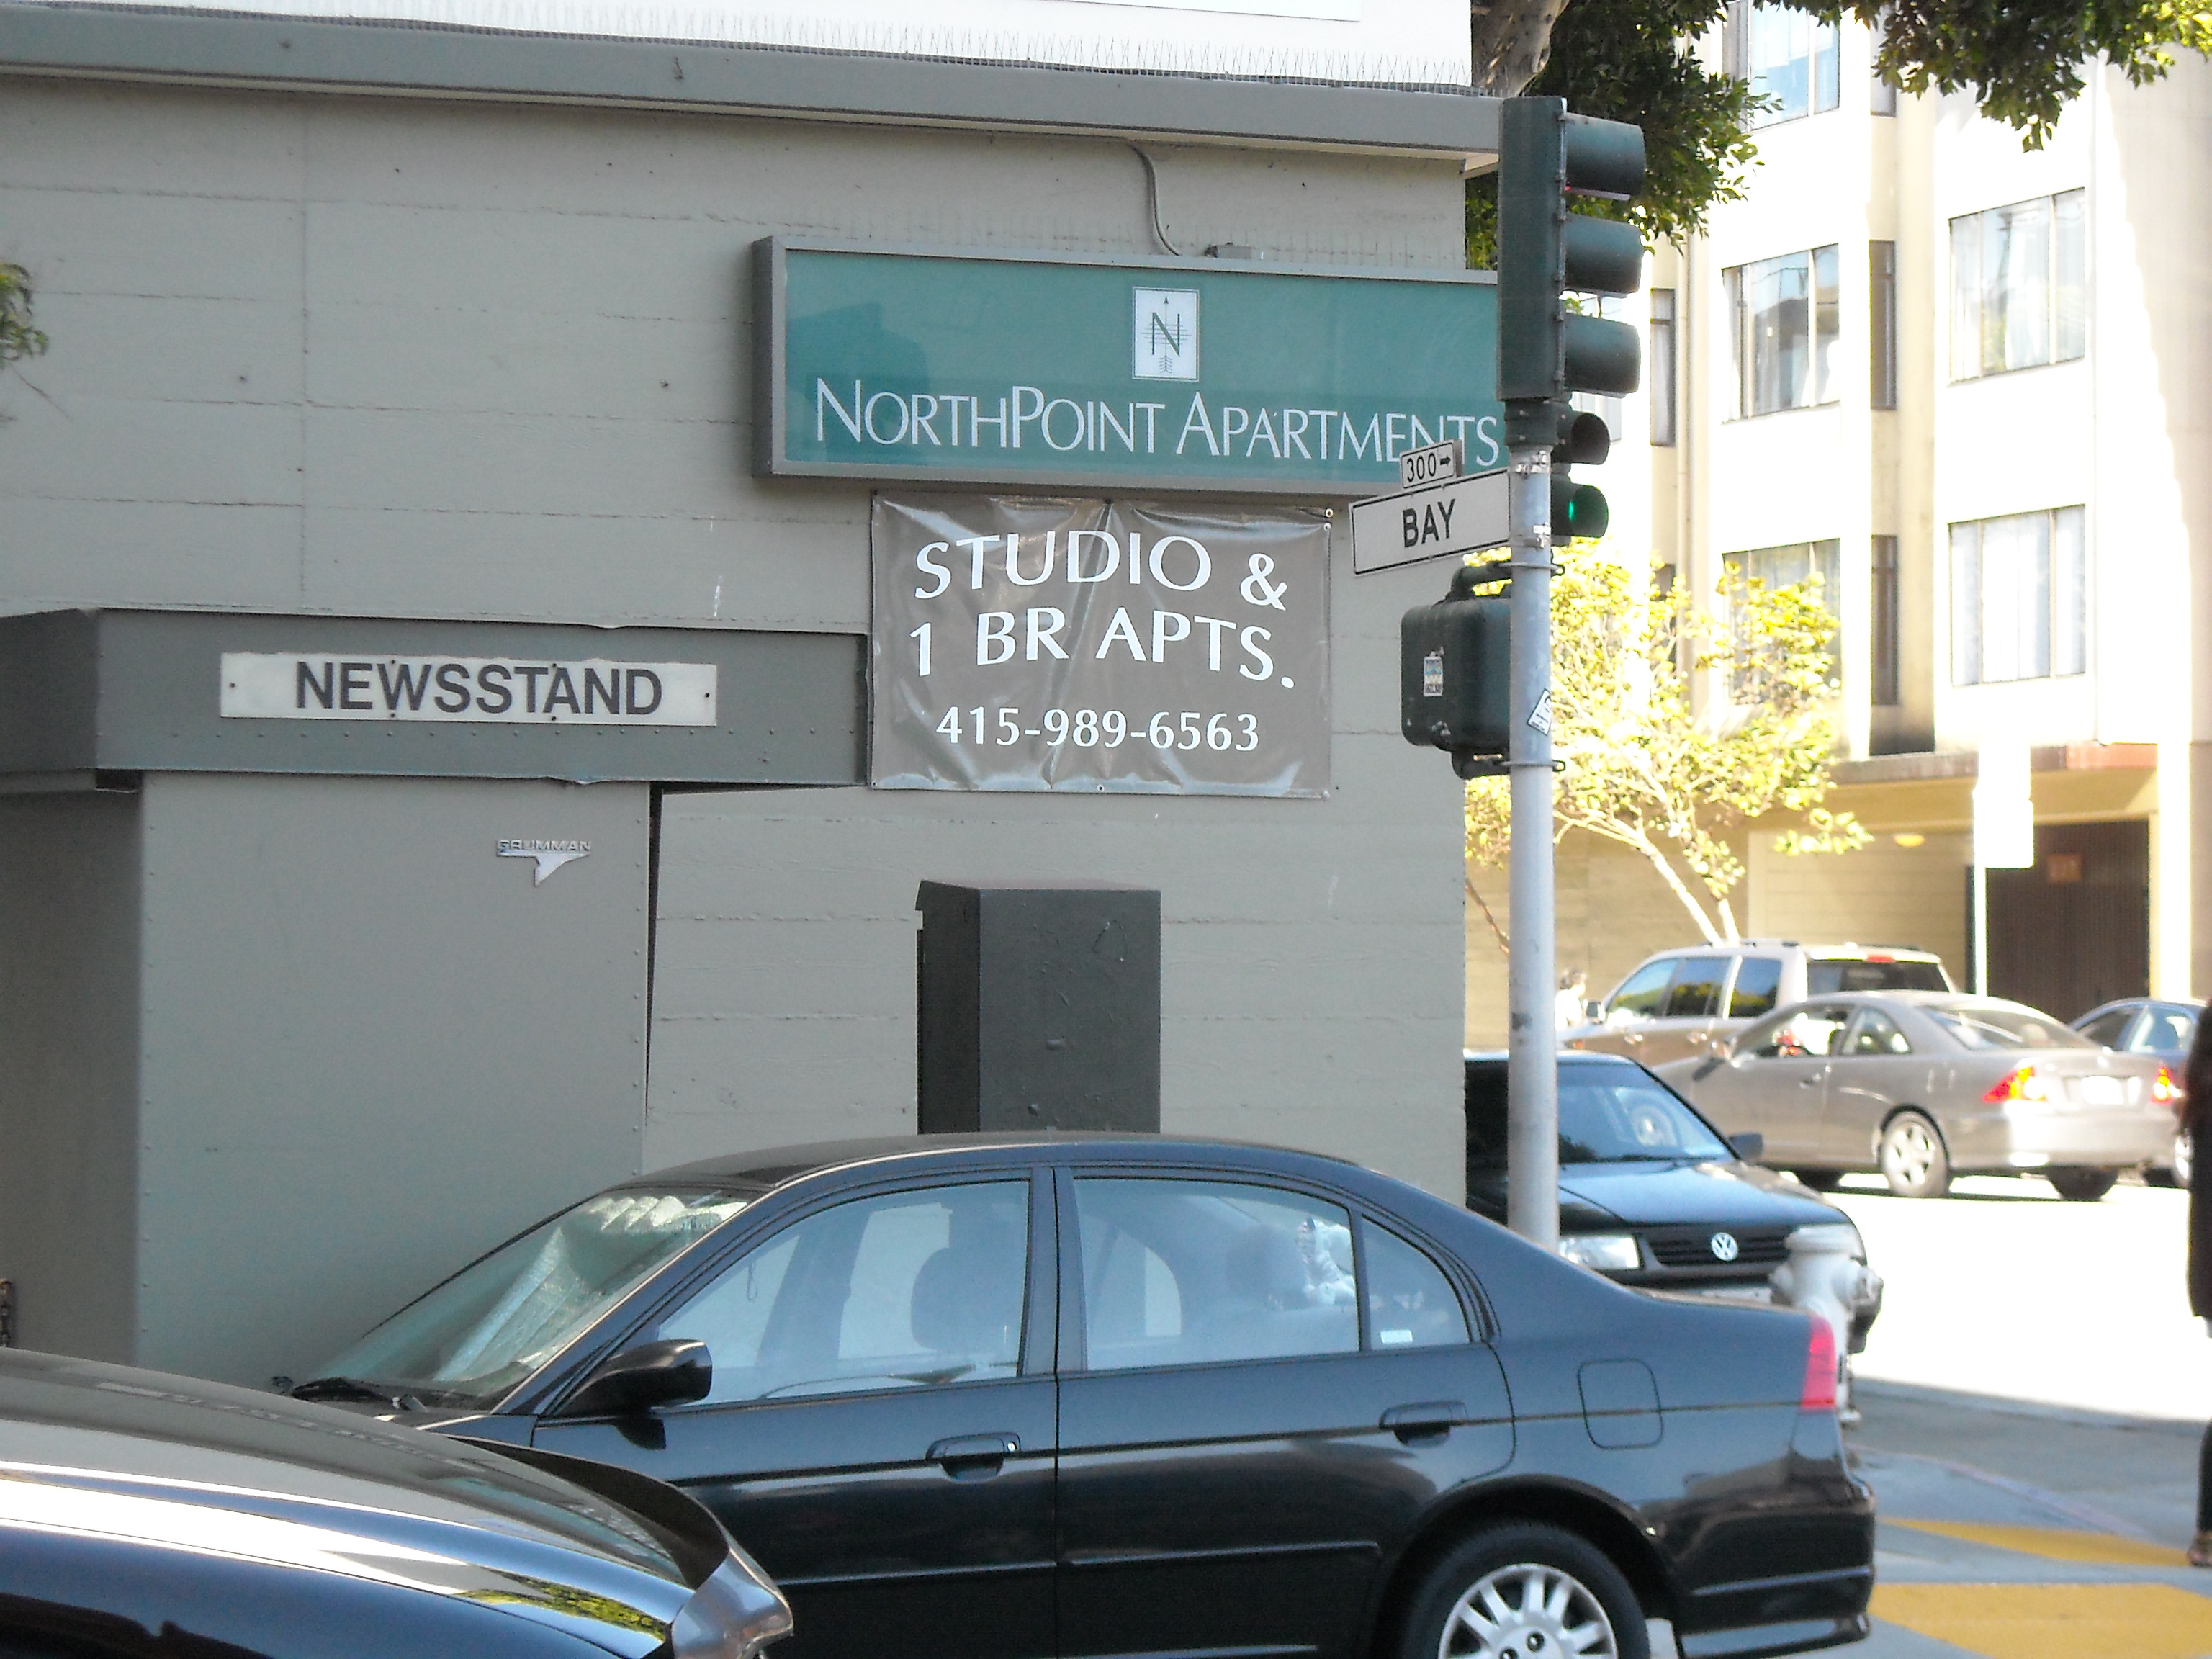 N
NORTHPOINT APARTMENTS
300→
BAY
STUDIO &
1 BR APTS.
415-989-6563
NEWSSTAND
GRUMMAN